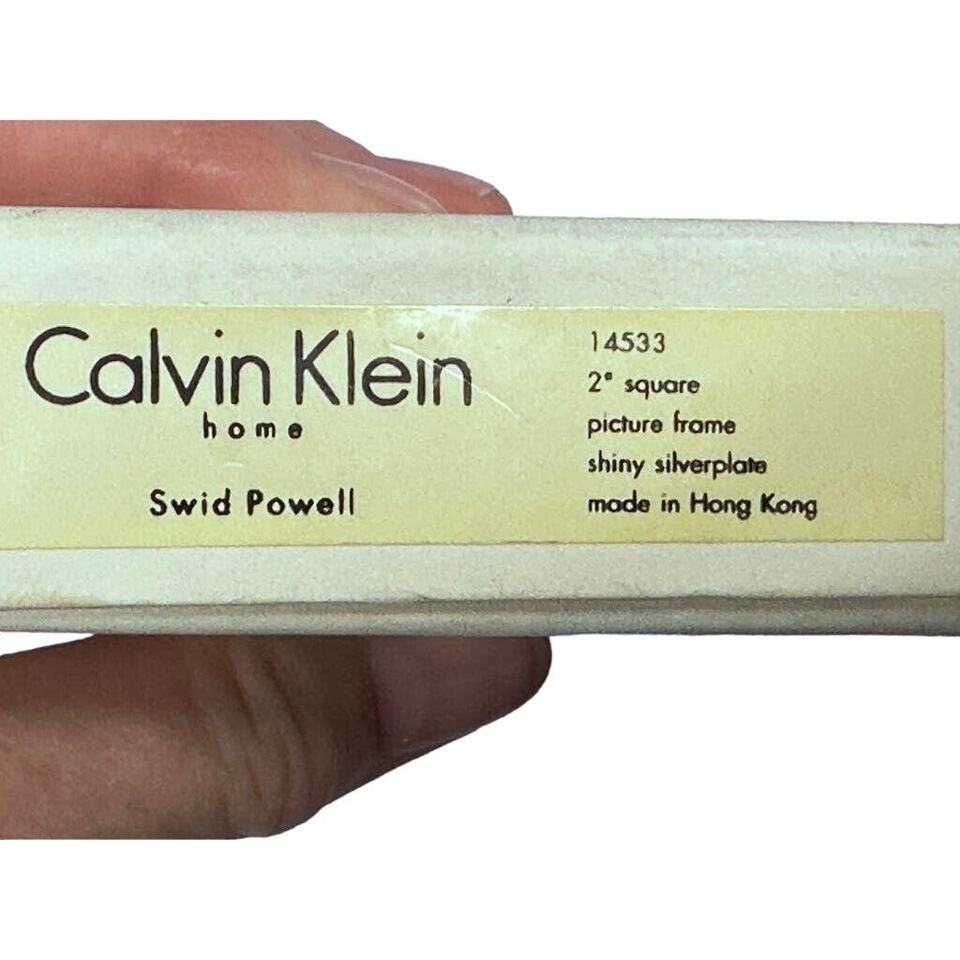 Calvin Klein
home
Swid Powell
14533
2" square
picture frame
shiny silverplate
made in Hong Kong